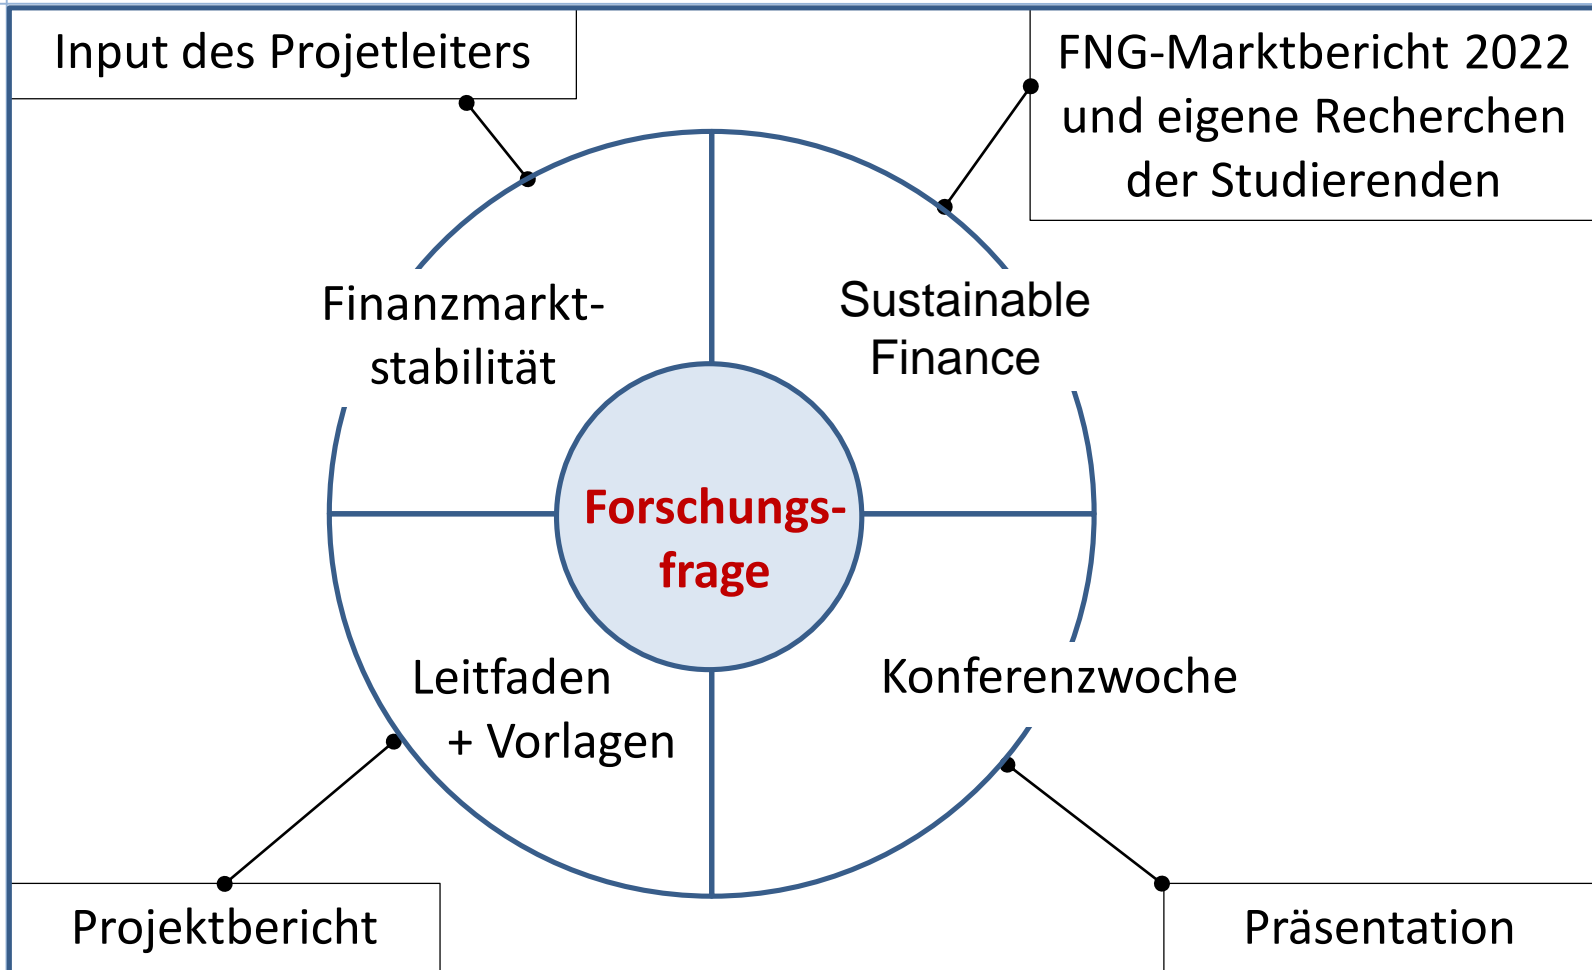 Input des Projetleiters
FNG-Marktbericht 2022
und eigene Recherchen
der Studierenden
Finanzmarkt-
stabilität
Sustainable
Finance
Forschungs-
frage
Leitfaden
+ Vorlagen
Konferenzwoche
Projektbericht
Präsentation